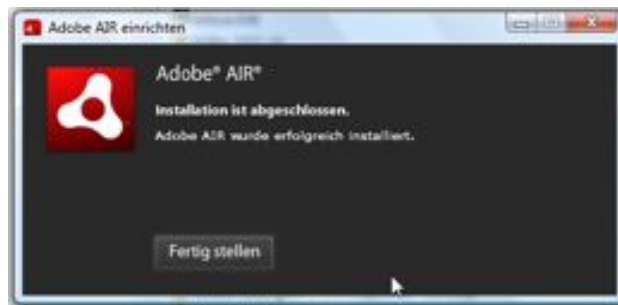 Adobe AIR einrichten
Adobe® AIR®
Installation ist abgeschlossen.
Adobe AIR wurde erfolgreich installiert.
Fertig stellen